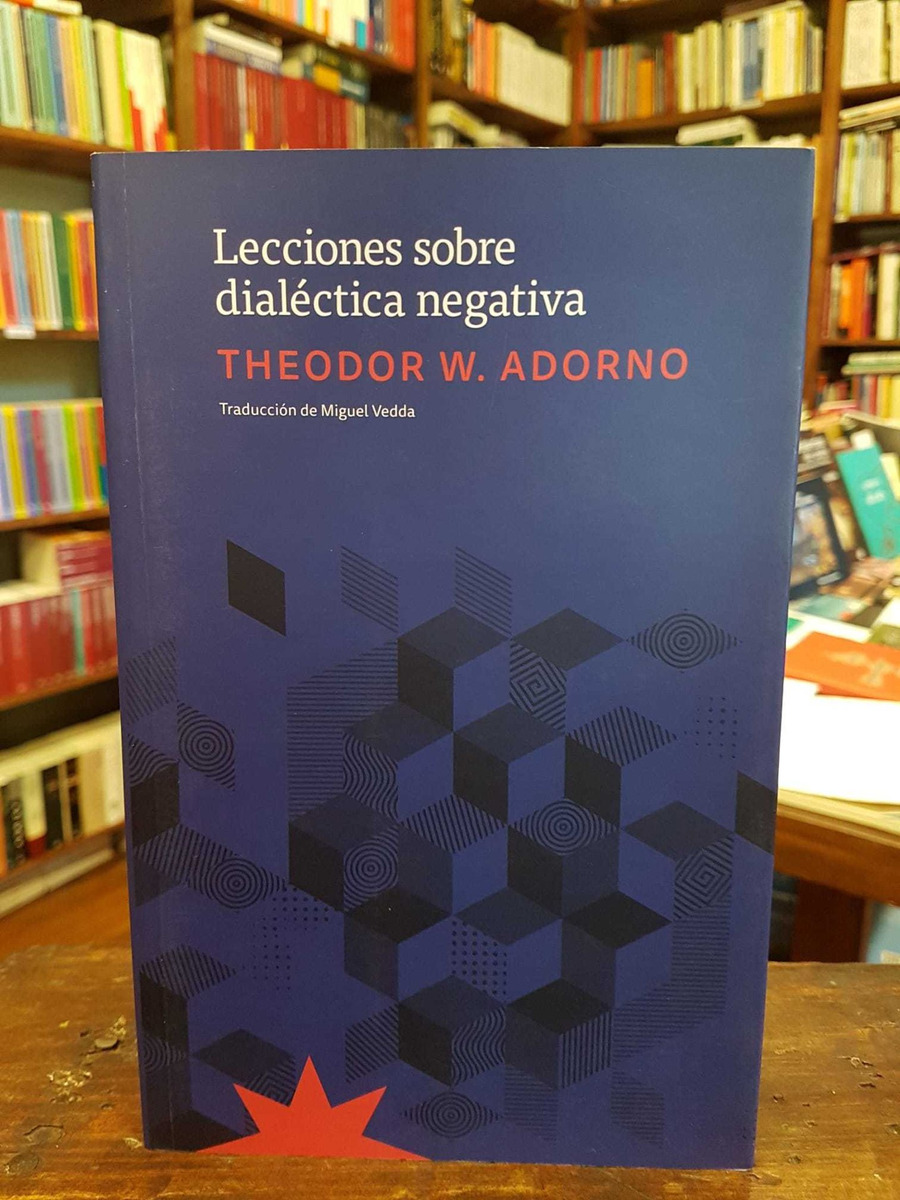 Lecciones sobre
dialéctica negativa
THEODOR W. ADORNO
Traducción de Miguel Vedda